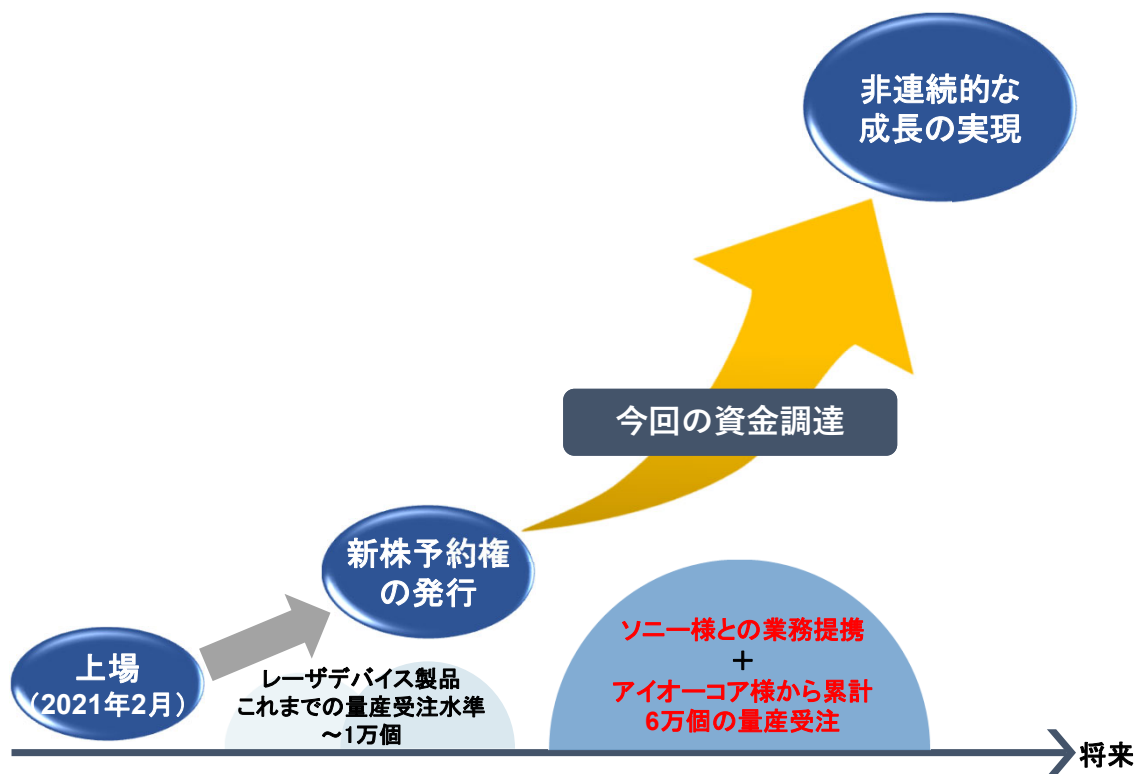 非連続的な
成長の実現
今回の資金調達
新株予約権
の発行
上場
（2021年2月）
レーザデバイス製品
これまでの量産受注水準
～1万個
ソニー様との業務提携
＋
アイオーコア様から累計
6万個の量産受注
将来